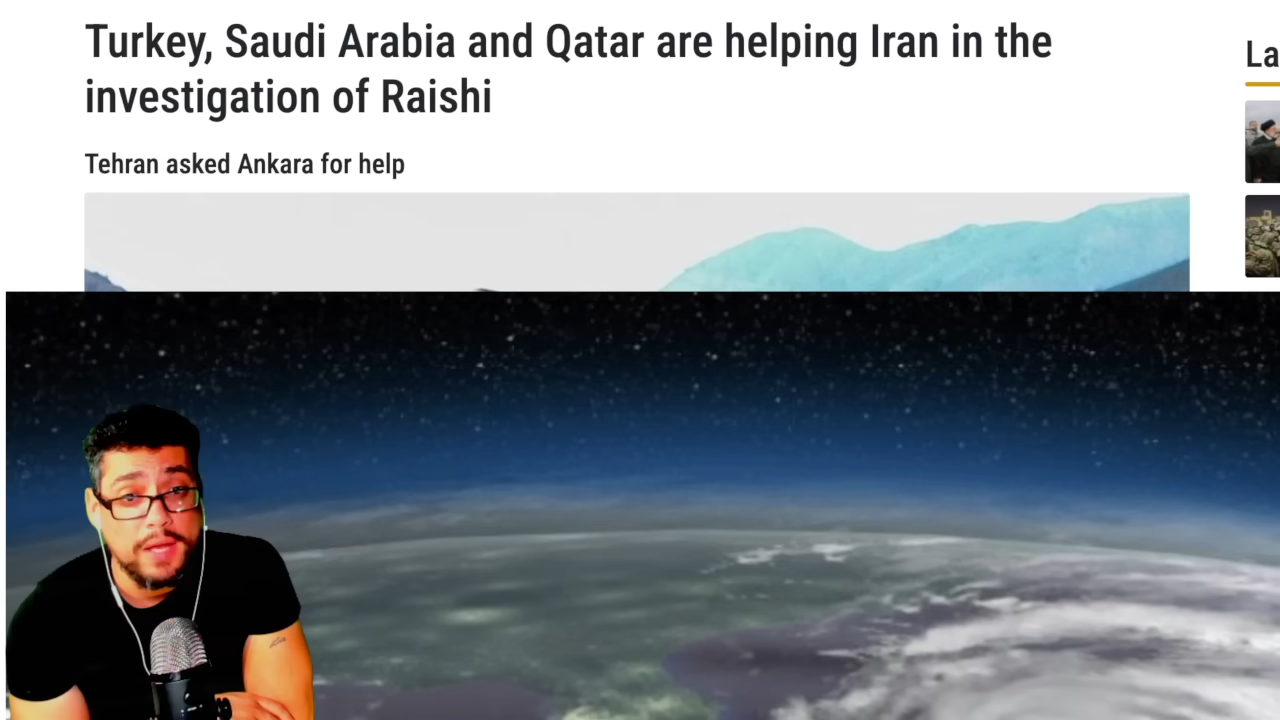 Turkey, Saudi Arabia and Qatar are helping Iran in the
investigation of Raishi
Tehran asked Ankara for help
La